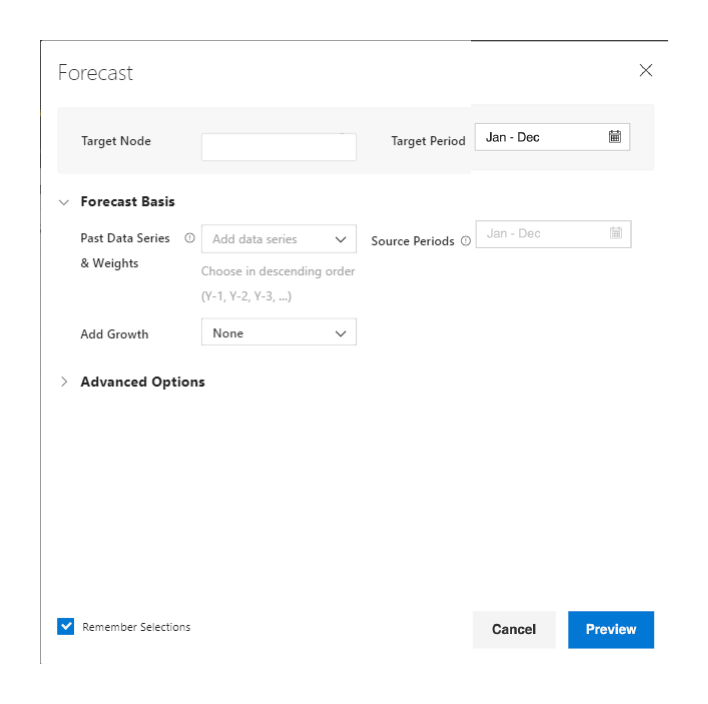 Forecast
Target Node
Target Period
Jan - Dec
Forecast Basis
Past Data Series
& Weights
Add data series
Choose in descending order
(Y-1, Y-2, Y-3, ...)
Source Periods
Jan - Dec
Add Growth
None
Advanced Options
Remember Selections
Cancel
Preview